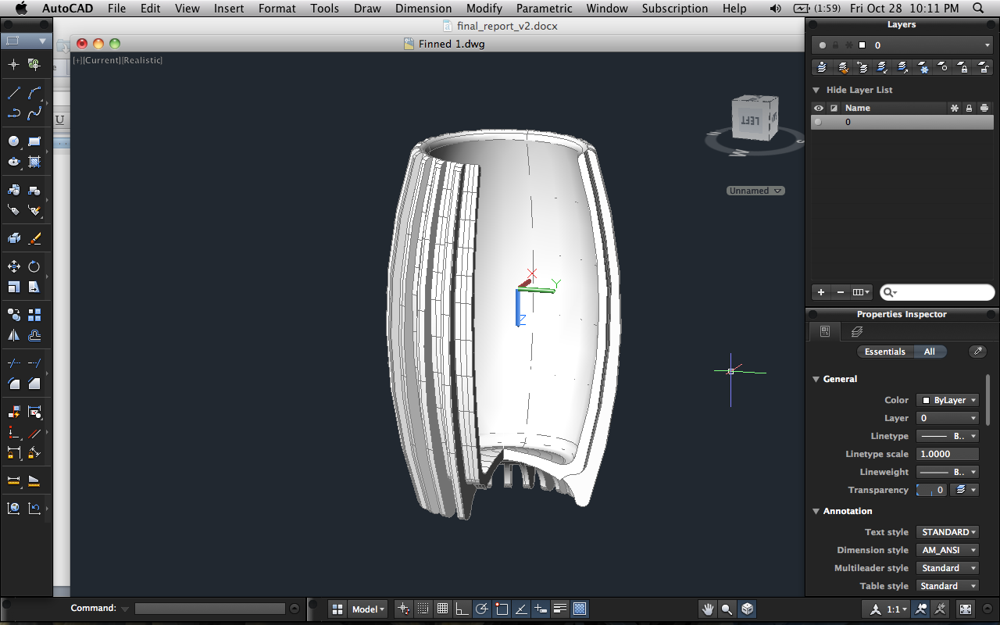 AutoCAD File Edit View Insert Format Tools Draw Dimension Modify Parametric Window Subscription Help (1:59) Fri Oct 28 10:11 PM
final_report_v2.docx
Finned 1.dwg
[+][Current][Realistic]
U
LEFT
N
Unnamed
X
Y
Z
Layers
0
Hide Layer List
Name
0
Properties Inspector
Essentials All
General
Color ByLayer
Layer 0
Linetype B..
Linetype scale 1.0000
Lineweight B..
Transparency 0
Annotation
Text style STANDARD
Dimension style AM_ANSI
Multileader style Standard
Table style Standard
Command:
Model
1:1